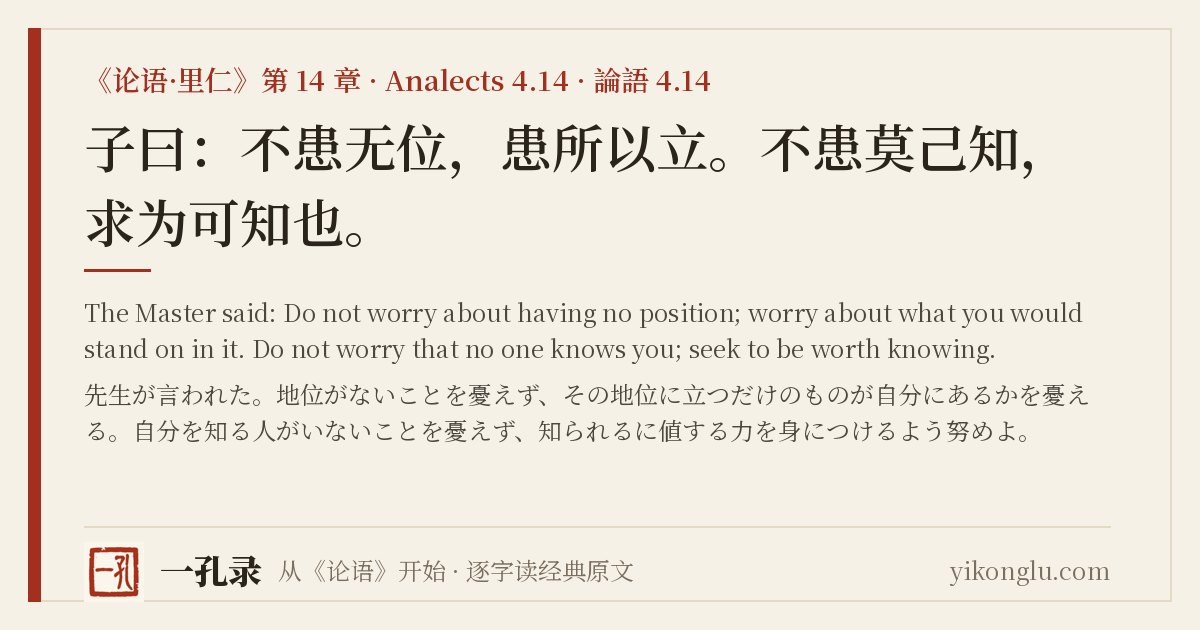 《论语·里仁》第 14 章 · Analects 4.14 · 論語 4.14
子曰：不患无位，患所以立。不患莫己知，
求为可知也。
The Master said: Do not worry about having no position; worry about what you would
stand on in it. Do not worry that no one knows you; seek to be worth knowing.
先生が言われた。地位がないことを憂えず、その地位に立つだけのものが自分にあるかを憂え
る。自分を知る人がいないことを憂えず、知られるに値する力を身につけるよう努めよ。
一孔
一孔录
从《论语》开始 · 逐字读经典原文
yikonglu.com